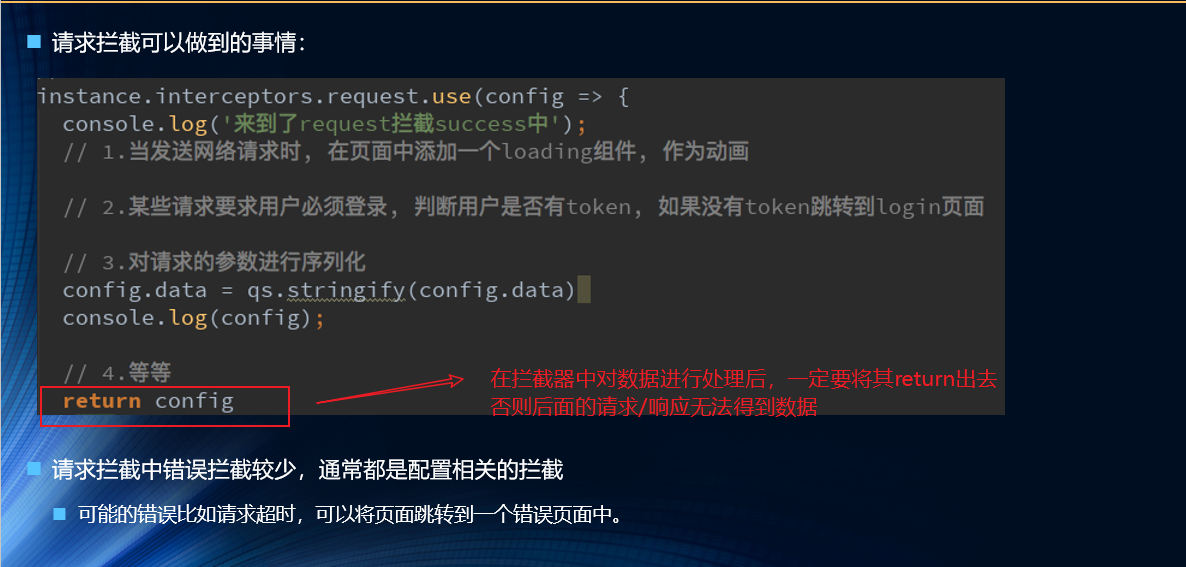 请求拦截可以做到的事情：
instance.interceptors.request.use(config => {
console.log('来到了request拦截success中');
// 1.当发送网络请求时, 在页面中添加一个loading组件, 作为动画
// 2.某些请求要求用户必须登录, 判断用户是否有token, 如果没有token跳转到login页面
// 3.对请求的参数进行序列化
config.data = qs.stringify(config.data)
console.log(config);
// 4.等等
return config
在拦截器中对数据进行处理后，一定要将其return出去
否则后面的请求/响应无法得到数据
请求拦截中错误拦截较少，通常都是配置相关的拦截
可能的错误比如请求超时，可以将页面跳转到一个错误页面中。